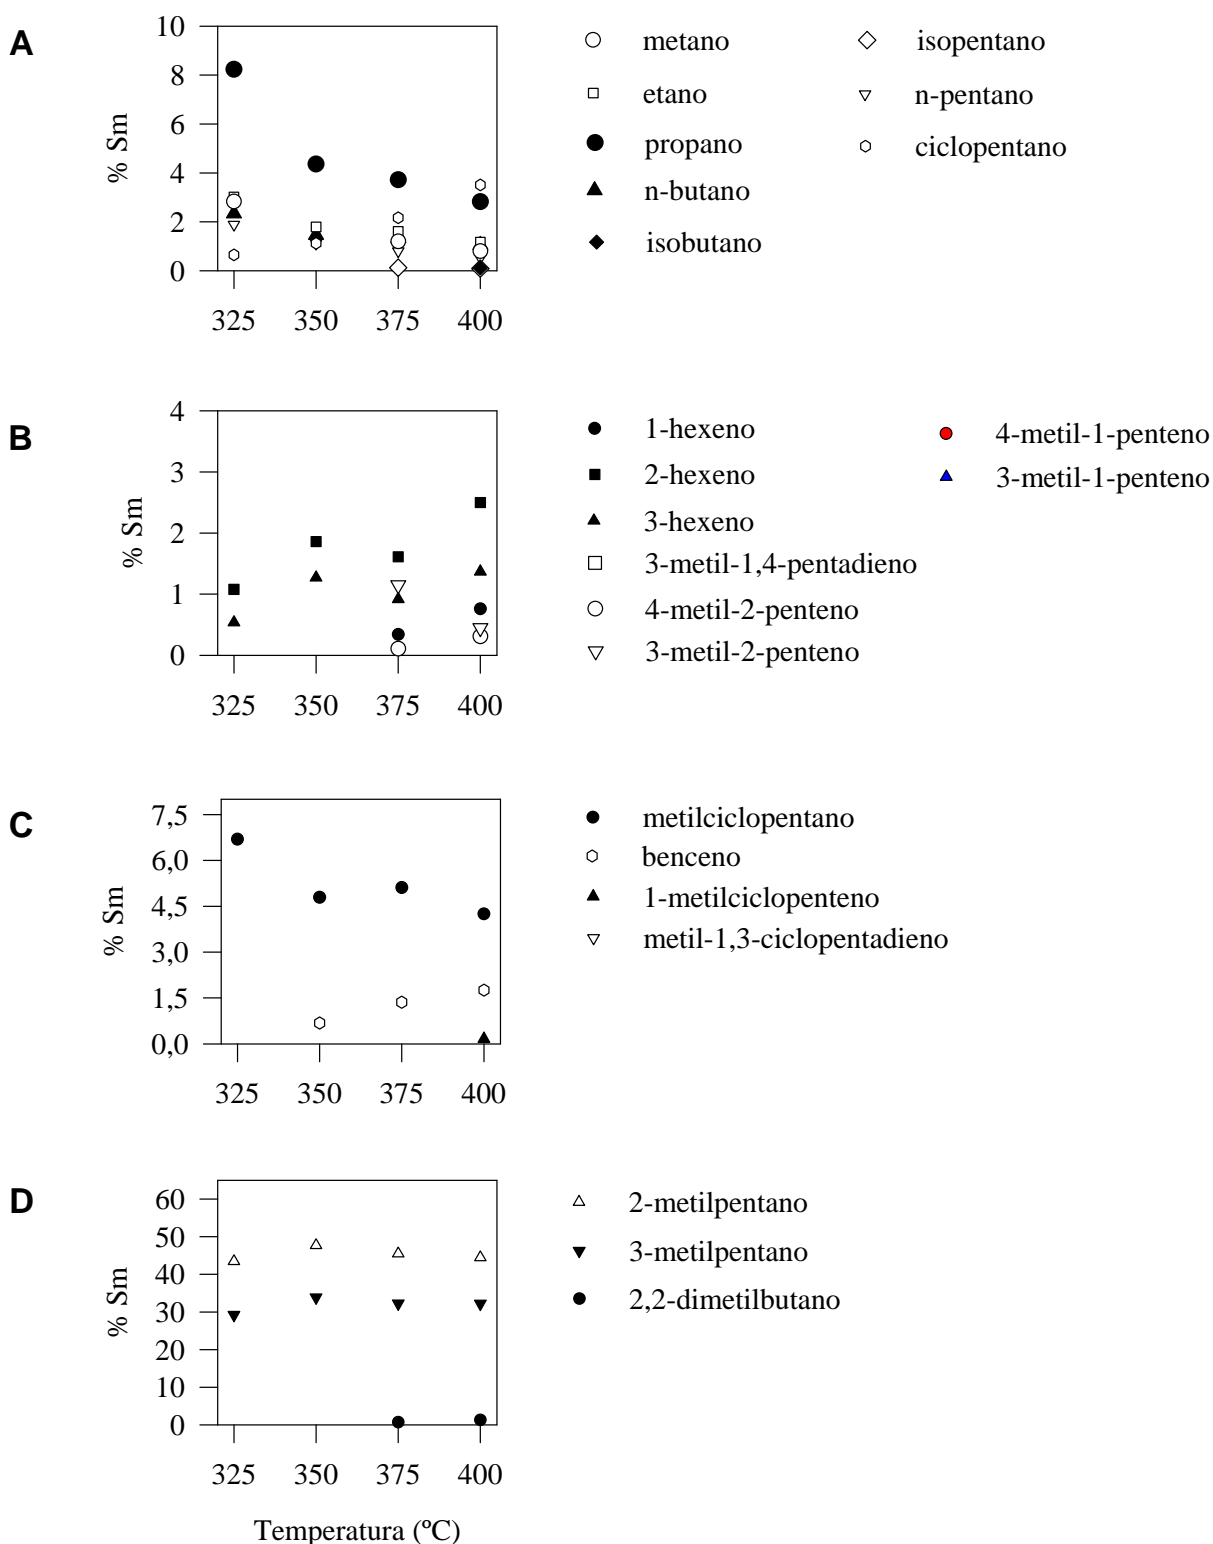 A
% Sm
10
8
6
4
2
0
325 350 375 400
metano
etano
propano
n-butano
isobutano
isopentano
n-pentano
ciclopentano
B
% Sm
4
3
2
1
0
325 350 375 400
1-hexeno
2-hexeno
3-hexeno
3-metil-1,4-pentadieno
4-metil-2-penteno
3-metil-2-penteno
4-metil-1-penteno
3-metil-1-penteno
C
% Sm
7,5
6,0
4,5
3,0
1,5
0,0
325 350 375 400
metilciclopentano
benceno
1-metilciclopenteno
metil-1,3-ciclopentadieno
D
% Sm
60
50
40
30
20
10
0
325 350 375 400
Temperatura (ºC)
2-metilpentano
3-metilpentano
2,2-dimetilbutano